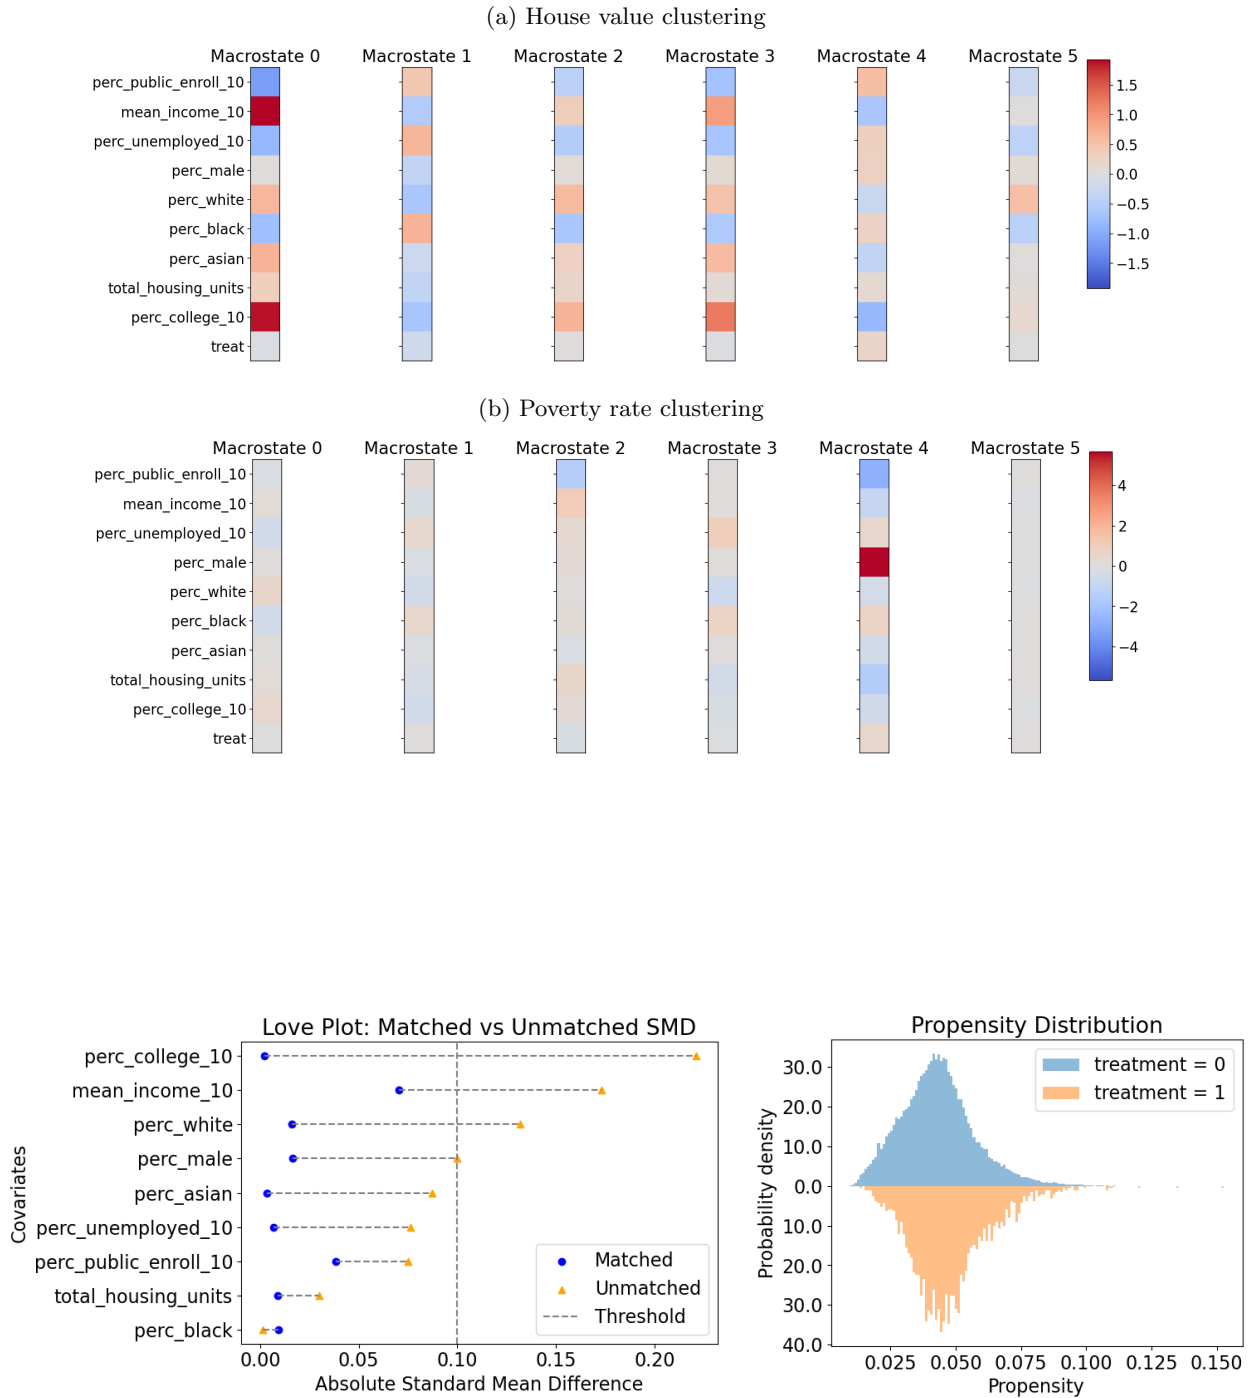 (a) House value clustering
Macrostate 0 Macrostate 1 Macrostate 2 Macrostate 3 Macrostate 4 Macrostate 5
perc_public_enroll_10
mean_income_10
perc_unemployed_10
perc_male
perc_white
perc_black
perc_asian
total_housing_units
perc_college_10
treat
1.5
1.0
0.5
0.0
−0.5
−1.0
−1.5
(b) Poverty rate clustering
Macrostate 0 Macrostate 1 Macrostate 2 Macrostate 3 Macrostate 4 Macrostate 5
perc_public_enroll_10
mean_income_10
perc_unemployed_10
perc_male
perc_white
perc_black
perc_asian
total_housing_units
perc_college_10
treat
4
2
0
−2
−4
Love Plot: Matched vs Unmatched SMD
Covariates
perc_college_10
mean_income_10
perc_white
perc_male
perc_asian
perc_unemployed_10
perc_public_enroll_10
total_housing_units
perc_black
Matched
Unmatched
Threshold
0.00 0.05 0.10 0.15 0.20
Absolute Standard Mean Difference
Propensity Distribution
Probability density
30.0
20.0
10.0
0.0
10.0
20.0
30.0
40.0
treatment = 0
treatment = 1
0.025 0.050 0.075 0.100 0.125 0.150
Propensity